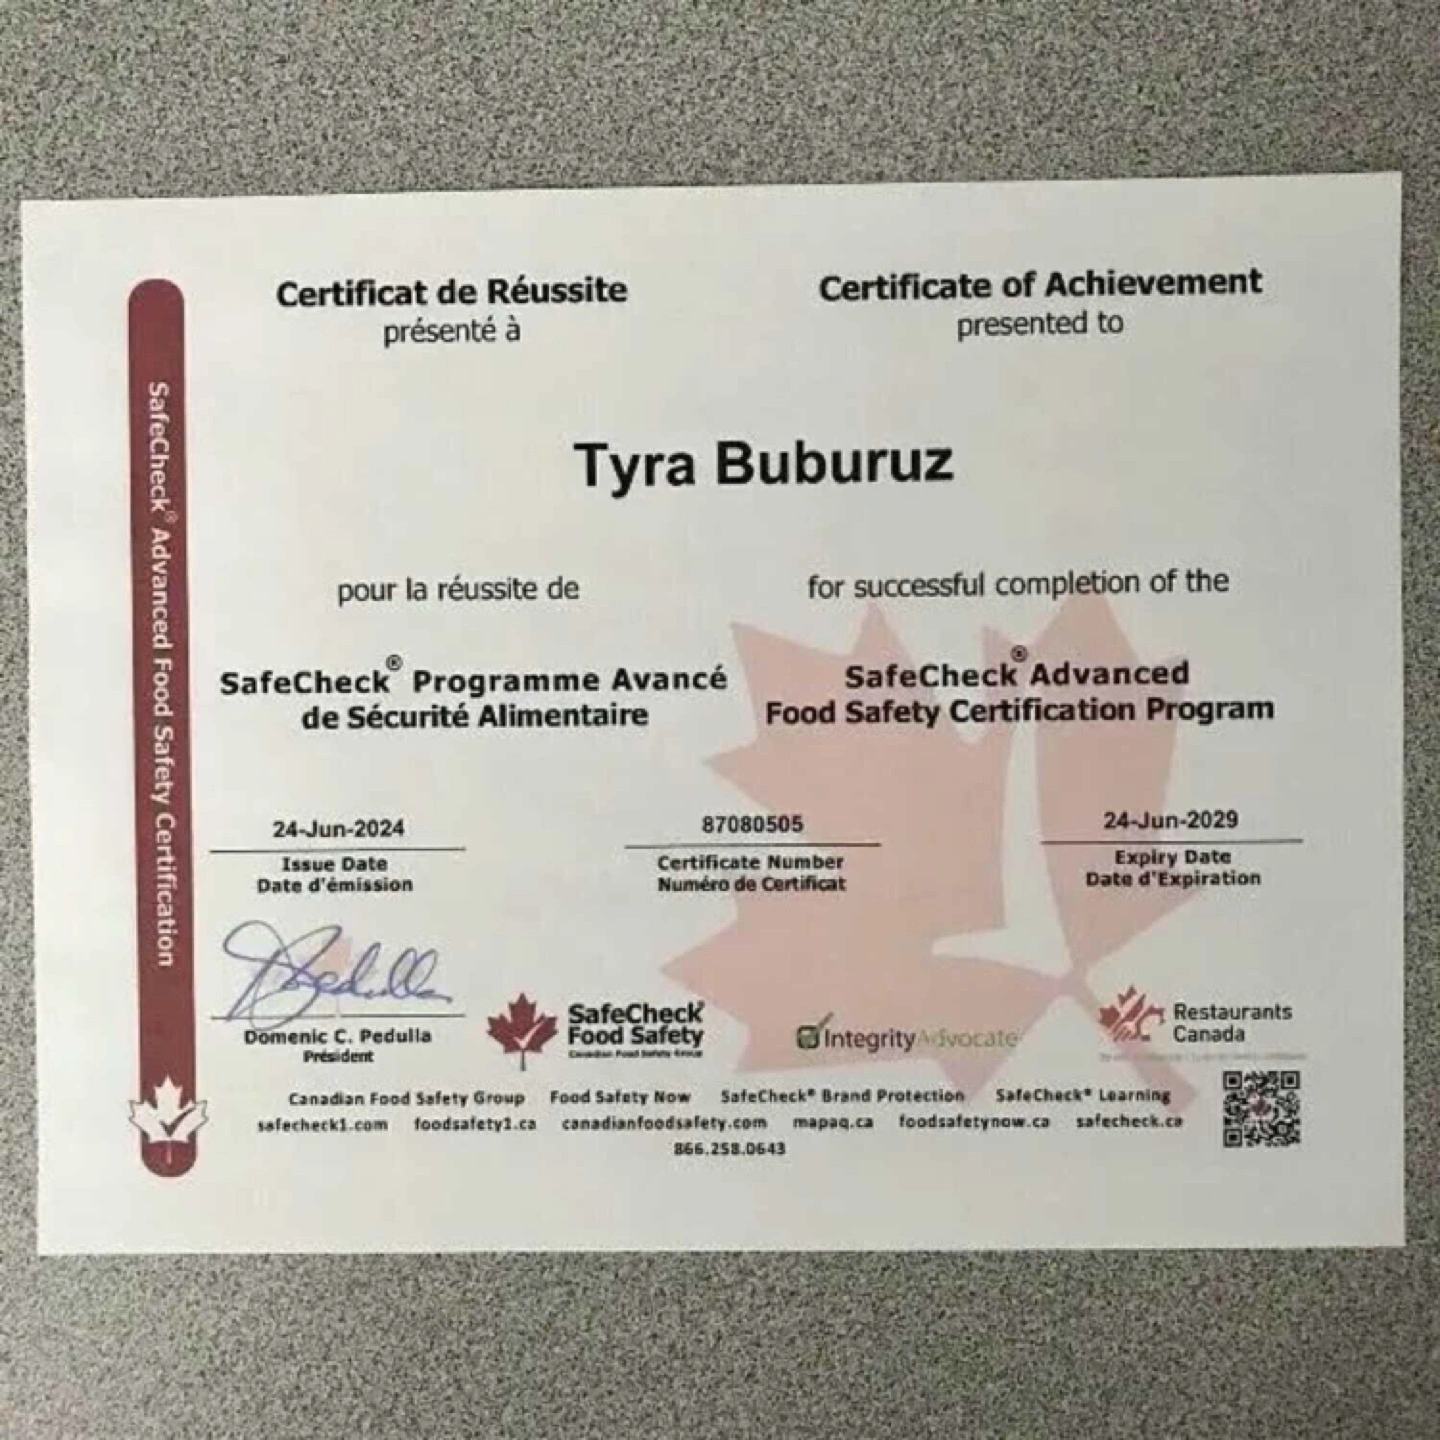 Certificat de Réussite
présenté à
Certificate of Achievement
presented to
Tyra Buburuz
pour la réussite de
for successful completion of the
SafeCheck® Programme Avancé
de Sécurité Alimentaire
SafeCheck® Advanced
Food Safety Certification Program
24-Jun-2024
Issue Date
Date d'émission
87080505
Certificate Number
Numéro de Certificat
24-Jun-2029
Expiry Date
Date d'Expiration
Domenic C. Pedulla
Président
SafeCheck®
Food Safety
Canadian Food Safety Group
IntegrityAdvocate
Restaurants
Canada
Canadian Food Safety Group Food Safety Now SafeCheck® Brand Protection SafeCheck® Learning
safecheck1.com foodsafety1.ca canadianfoodsafety.com mapaq.ca foodsafetynow.ca safecheck.ca
866.258.0643
SafeCheck® Advanced Food Safety Certification